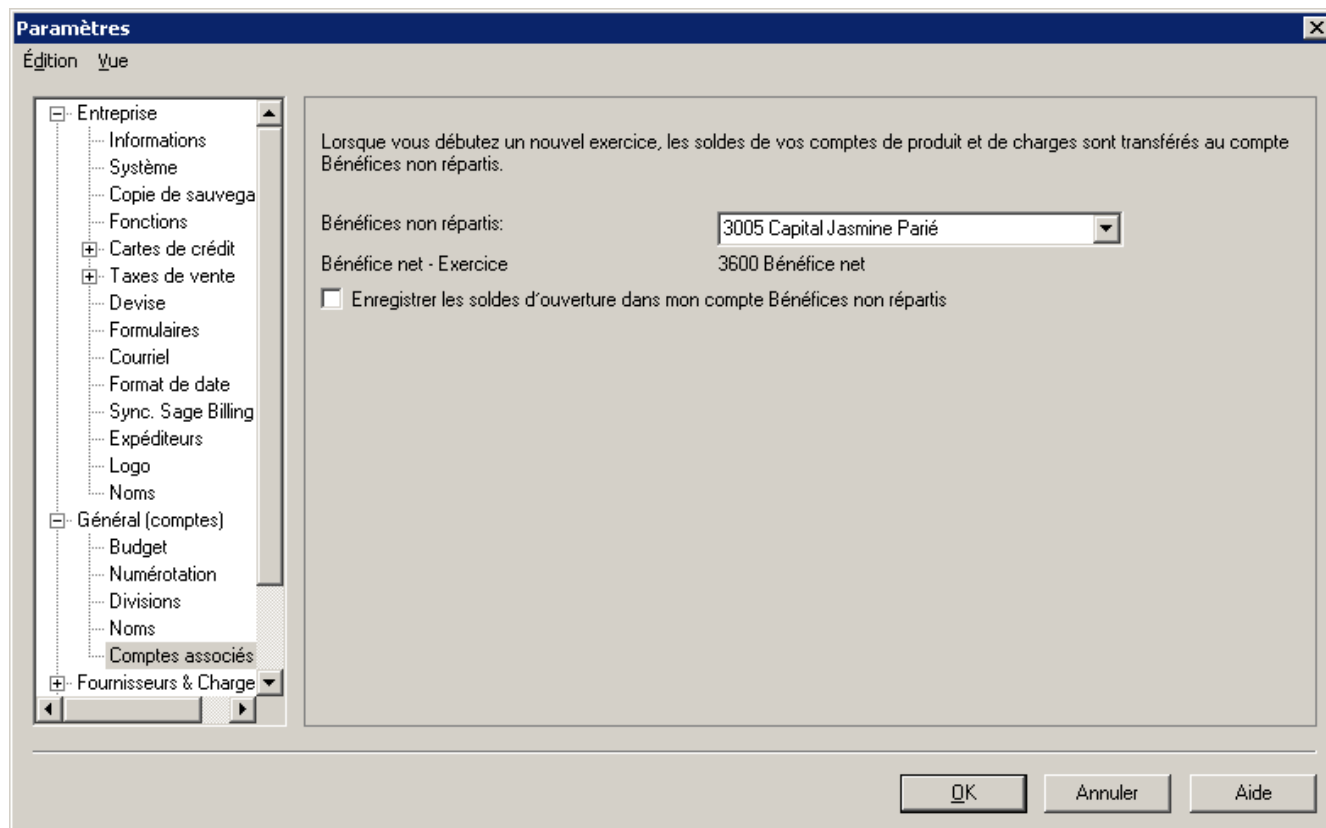 Paramètres
Édition Vue
Entreprise
Informations
Système
Copie de sauvega
Fonctions
Cartes de crédit
Taxes de vente
Devise
Formulaires
Courriel
Format de date
Sync. Sage Billing
Expéditeurs
Logo
Noms
Général (comptes)
Budget
Numérotation
Divisions
Noms
Comptes associés
Fournisseurs & Charge
Lorsque vous débutez un nouvel exercice, les soldes de vos comptes de produit et de charges sont transférés au compte
Bénéfices non répartis.
Bénéfices non répartis: 3005 Capital Jasmine Parié
Bénéfice net - Exercice 3600 Bénéfice net
Enregistrer les soldes d'ouverture dans mon compte Bénéfices non répartis
OK Annuler Aide